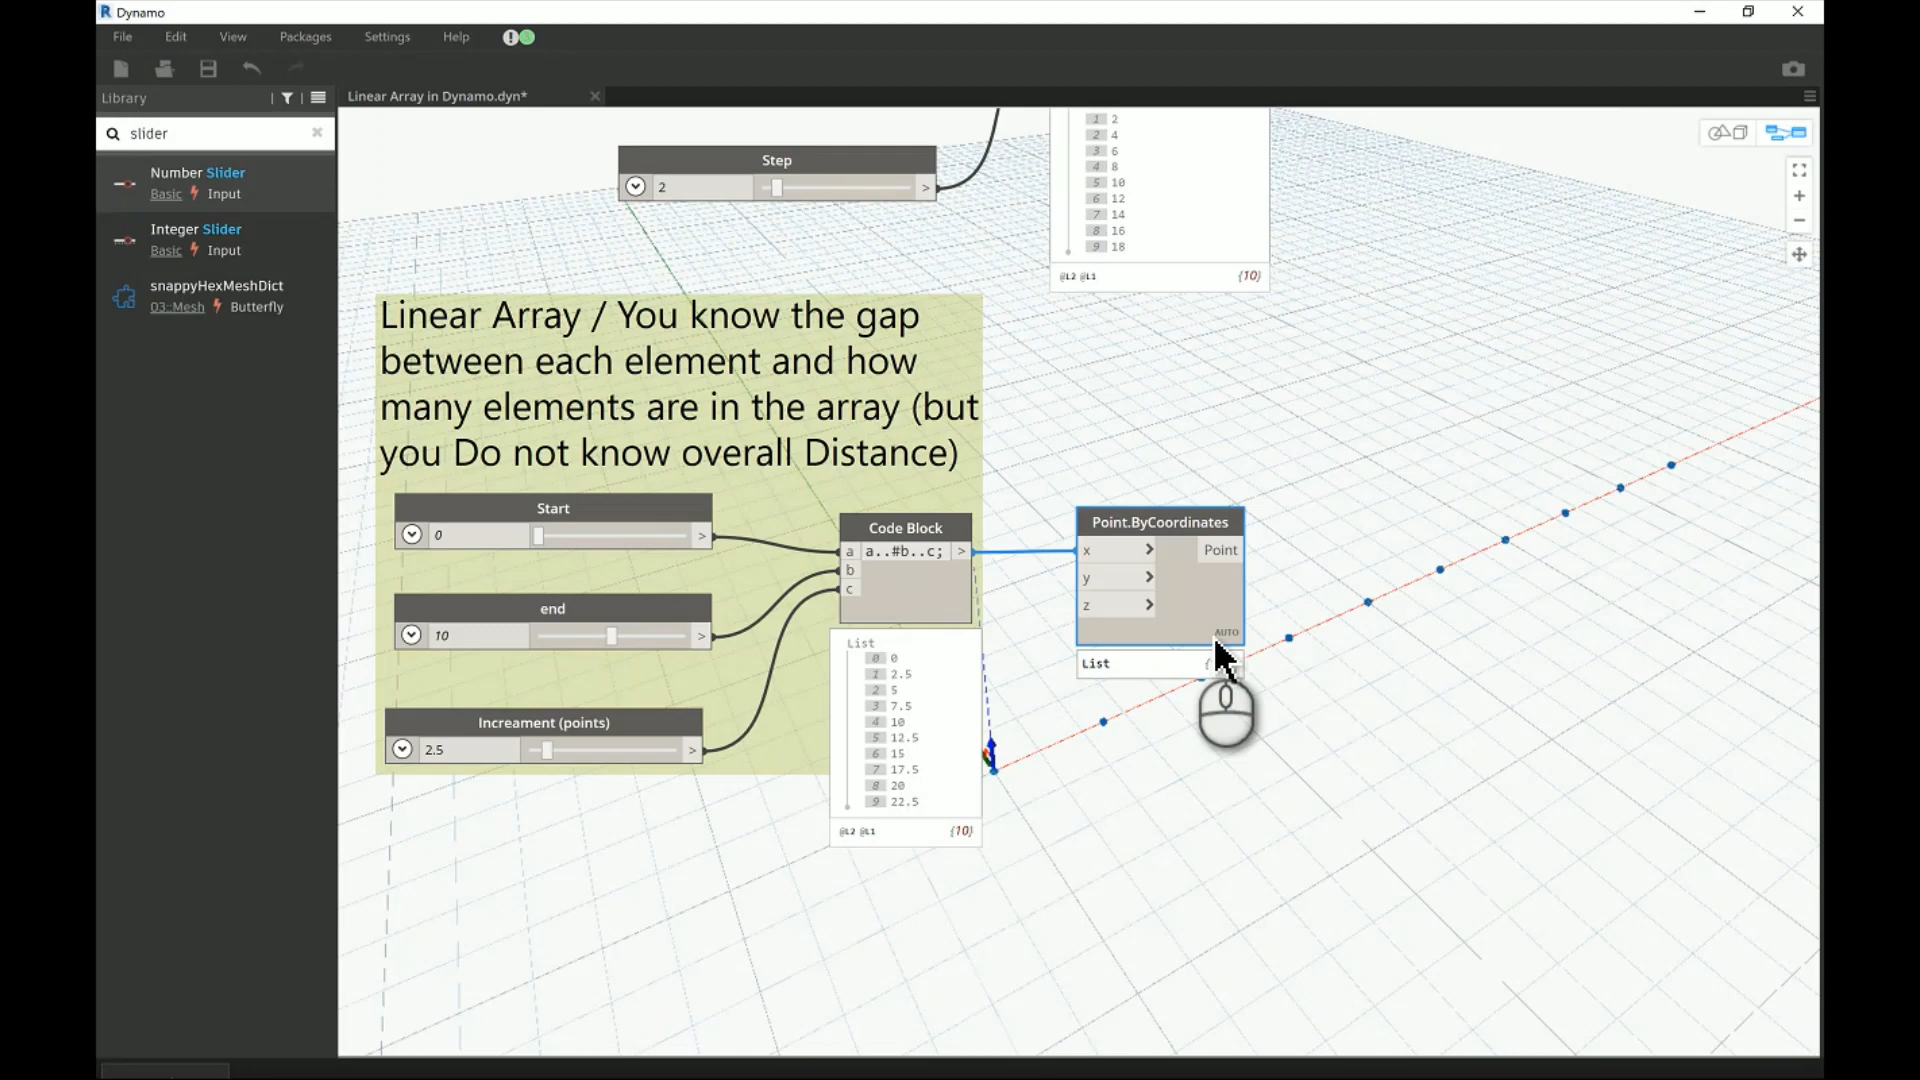 Dynamo
File Edit View Packages Settings Help
Library
Linear Array in Dynamo.dyn*
slider
Number Slider
Basic Input
Integer Slider
Basic Input
snappyHexMeshDict
03::Mesh Butterfly
Step
2 >
1 2
2 4
3 6
4 8
5 10
6 12
7 14
8 16
9 18
@L2 @L1 {10}
Linear Array / You know the gap
between each element and how
many elements are in the array (but
you Do not know overall Distance)
Start
0 >
end
10 >
Increament (points)
2.5 >
Code Block
a a..#b..c; >
b
c
List
0 0
1 2.5
2 5
3 7.5
4 10
5 12.5
6 15
7 17.5
8 20
9 22.5
@L2 @L1 {10}
Point.ByCoordinates
x > Point
y >
z >
AUTO
List